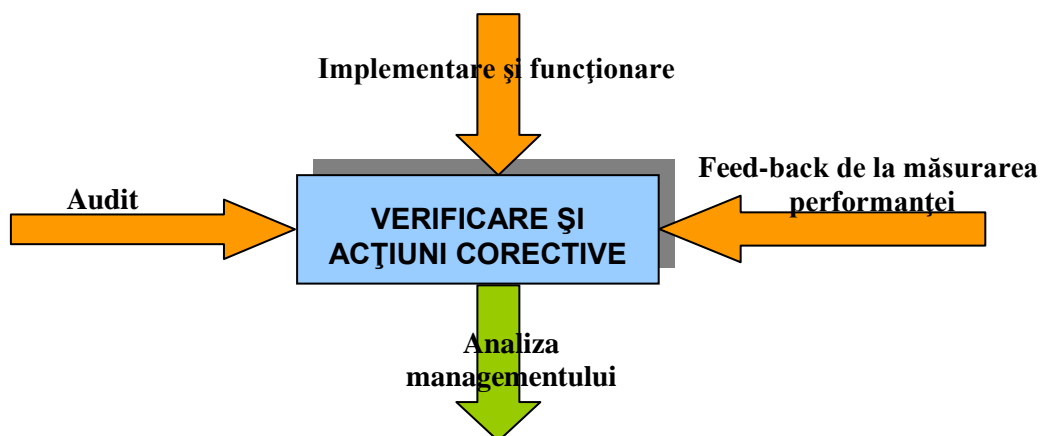 Implementare şi funcţionare
Audit
Feed-back de la măsurarea
performanţei
VERIFICARE ŞI
ACŢIUNI CORECTIVE
Analiza
managementului